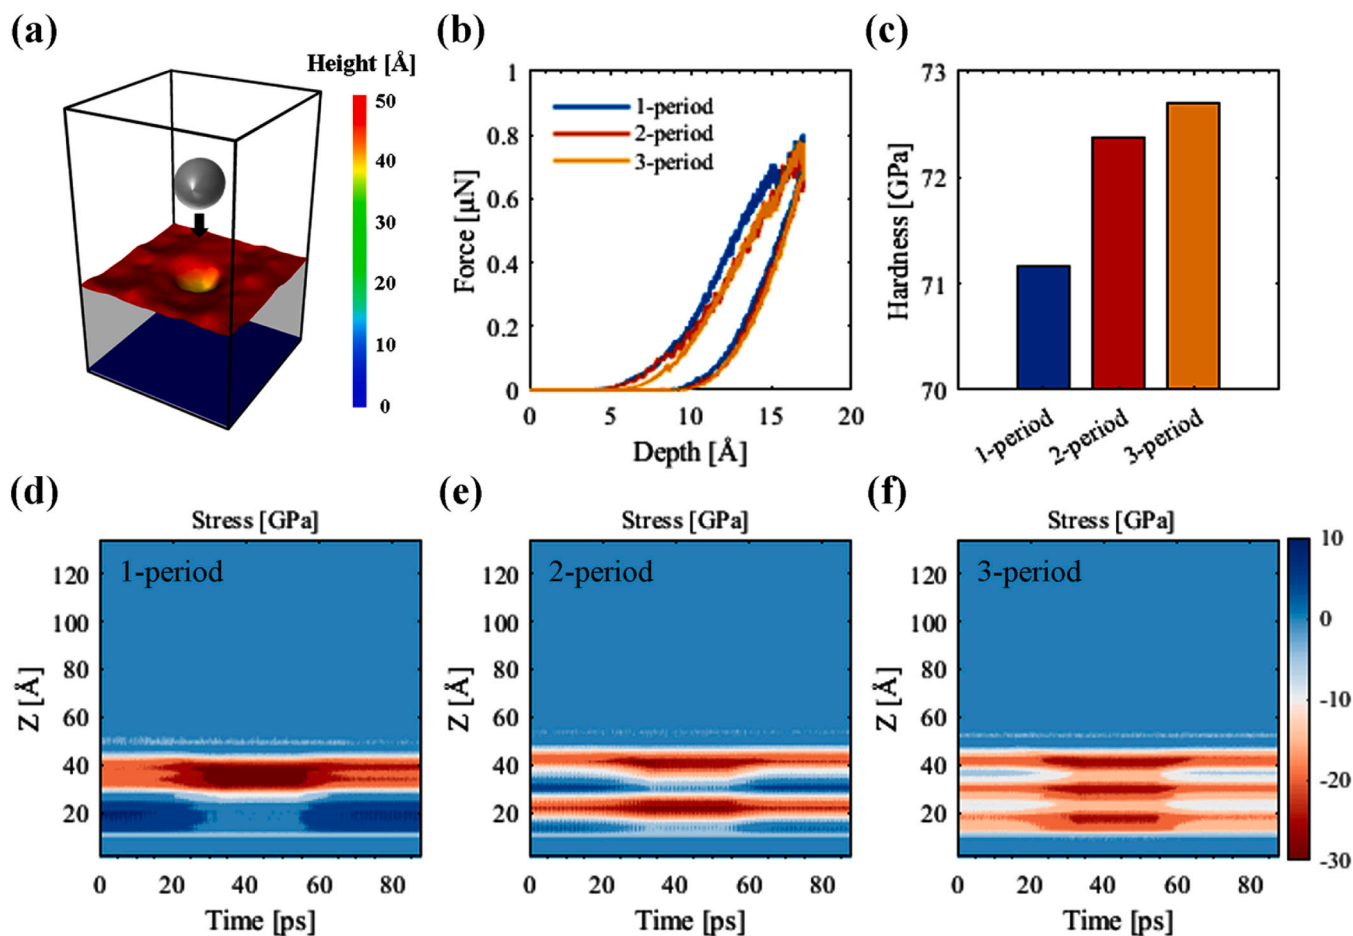 (a)
Height [Å]
50
40
30
20
10
0
(b)
1
0.8
0.6
0.4
0.2
0
Force [μN]
1-period
2-period
3-period
0 5 10 15 20
Depth [Å]
(c)
73
72
71
70
Hardness [GPa]
1-period
2-period
3-period
(d)
Stress [GPa]
1-period
120
100
80
60
40
20
Z [Å]
0 20 40 60 80
Time [ps]
(e)
Stress [GPa]
2-period
120
100
80
60
40
20
Z [Å]
0 20 40 60 80
Time [ps]
(f)
Stress [GPa]
3-period
120
100
80
60
40
20
Z [Å]
0 20 40 60 80
Time [ps]
10
0
-10
-20
-30